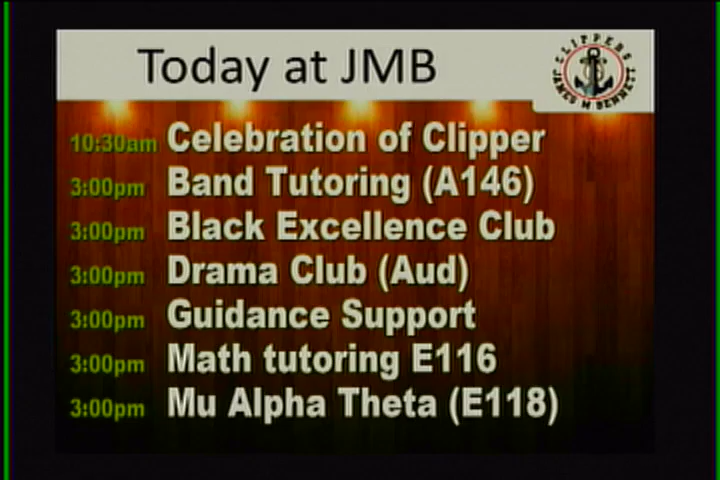 Today at JMB
CLIPPERS
JAMES M BENNETT
10:30am Celebration of Clipper
3:00pm Band Tutoring (A146)
3:00pm Black Excellence Club
3:00pm Drama Club (Aud)
3:00pm Guidance Support
3:00pm Math tutoring E116
3:00pm Mu Alpha Theta (E118)